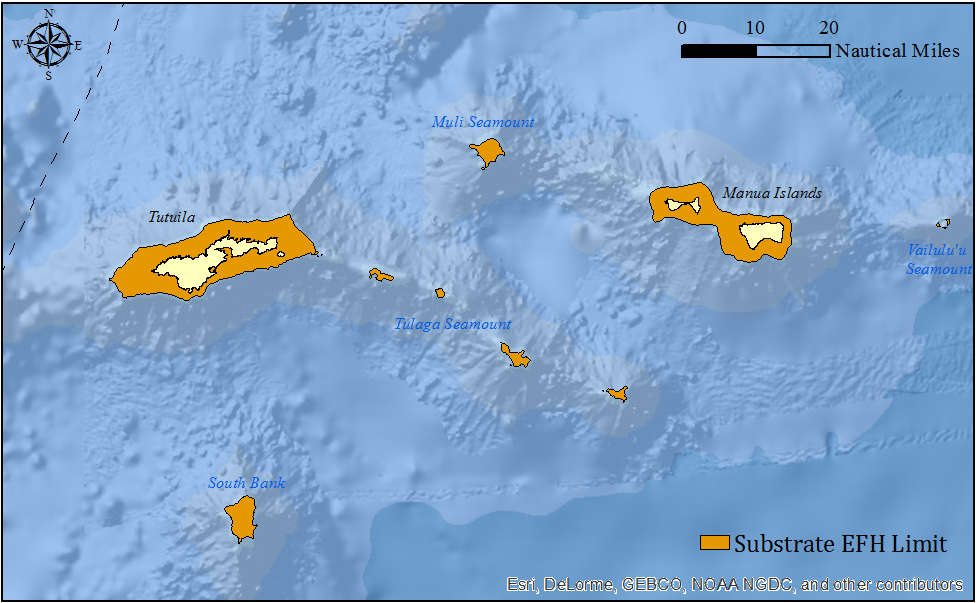 N
W E
S
0 10 20
Nautical Miles
Muli Seamount
Manua Islands
Tutuila
Vailulu'u
Seamount
Tulaga Seamount
South Bank
Substrate EFH Limit
Esri, DeLorme, GEBCO, NOAA NGDC, and other contributors